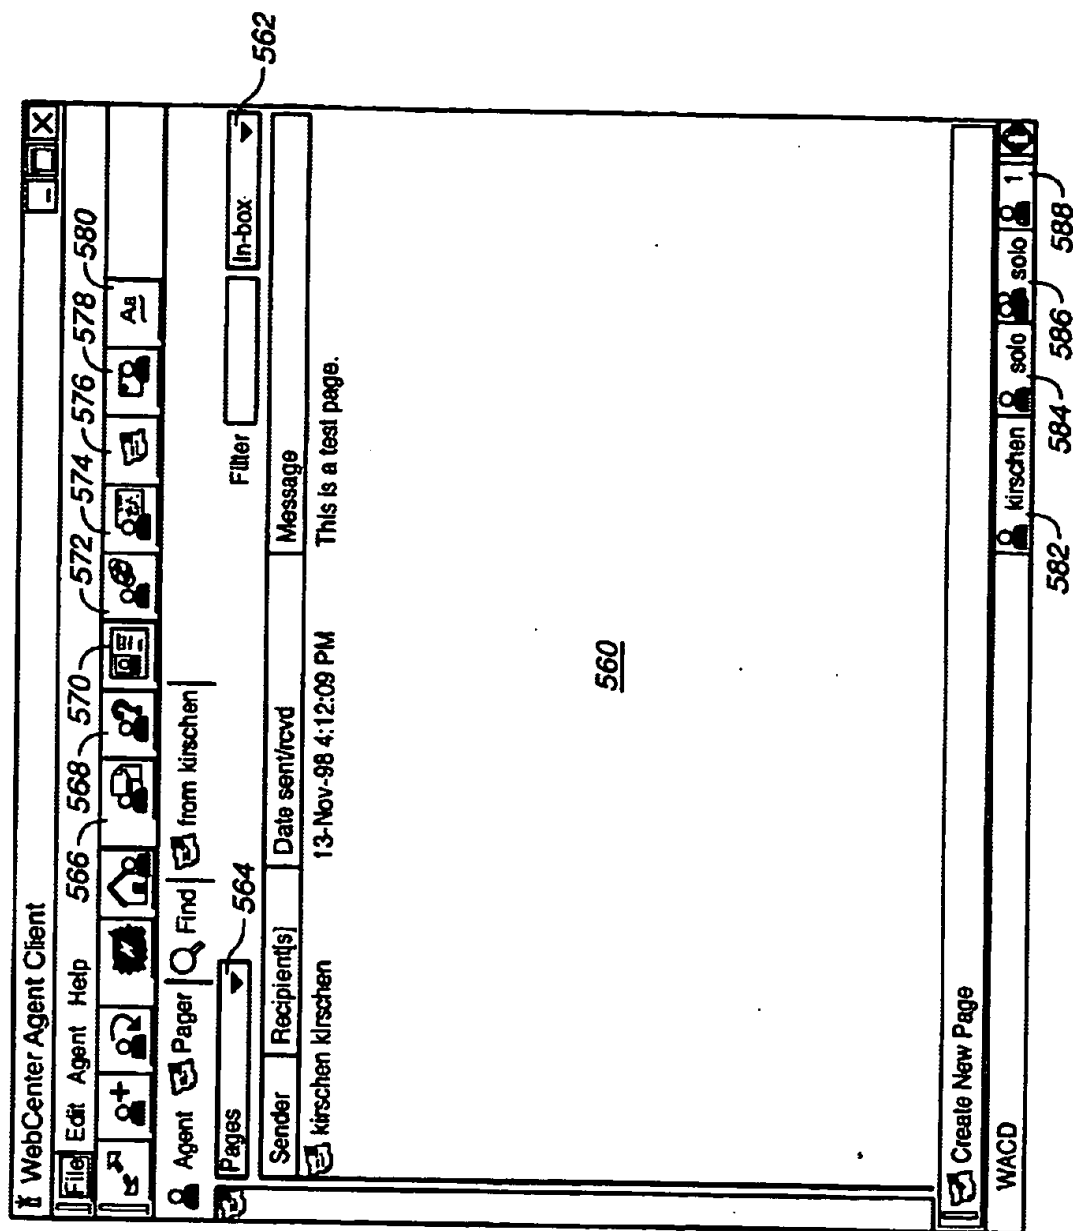 WebCenter Agent Client
File Edit Agent Help
566 568 570 572 574 576 578 580
Aa
Agent Pager Find from kirschen
Pages 564 Filter In-box 562
Sender Recipient[s] Date sent/rcvd Message
kirschen kirschen 13-Nov-98 4:12:09 PM This is a test page.
560
Create New Page
WACD kirschen solo solo 1
582 584 586 588